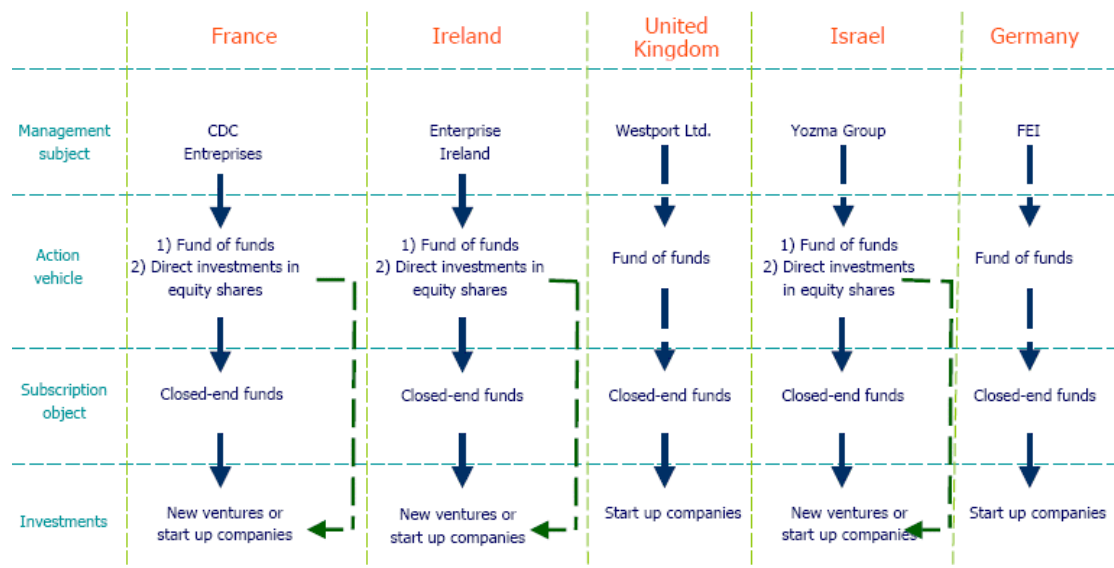 France
Ireland
United
Kingdom
Israel
Germany
Management
subject
CDC
Entreprises
Enterprise
Ireland
Westport Ltd.
Yozma Group
FEI
Action
vehicle
1) Fund of funds
2) Direct investments in
equity shares
1) Fund of funds
2) Direct investments in
equity shares
Fund of funds
1) Fund of funds
2) Direct investments
in equity shares
Fund of funds
Subscription
object
Closed-end funds
Closed-end funds
Closed-end funds
Closed-end funds
Closed-end funds
Investments
New ventures or
start up companies
New ventures or
start up companies
Start up companies
New ventures or
start up companies
Start up companies